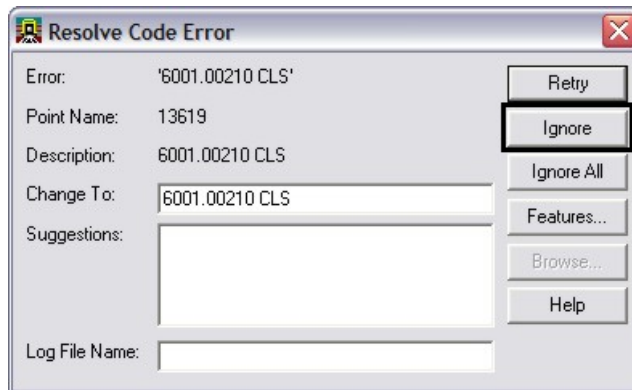 Resolve Code Error
Error: '6001.00210 CLS'
Retry
Point Name: 13619
Ignore
Description: 6001.00210 CLS
Ignore All
Change To: 6001.00210 CLS
Features...
Suggestions:
Browse...
Help
Log File Name: